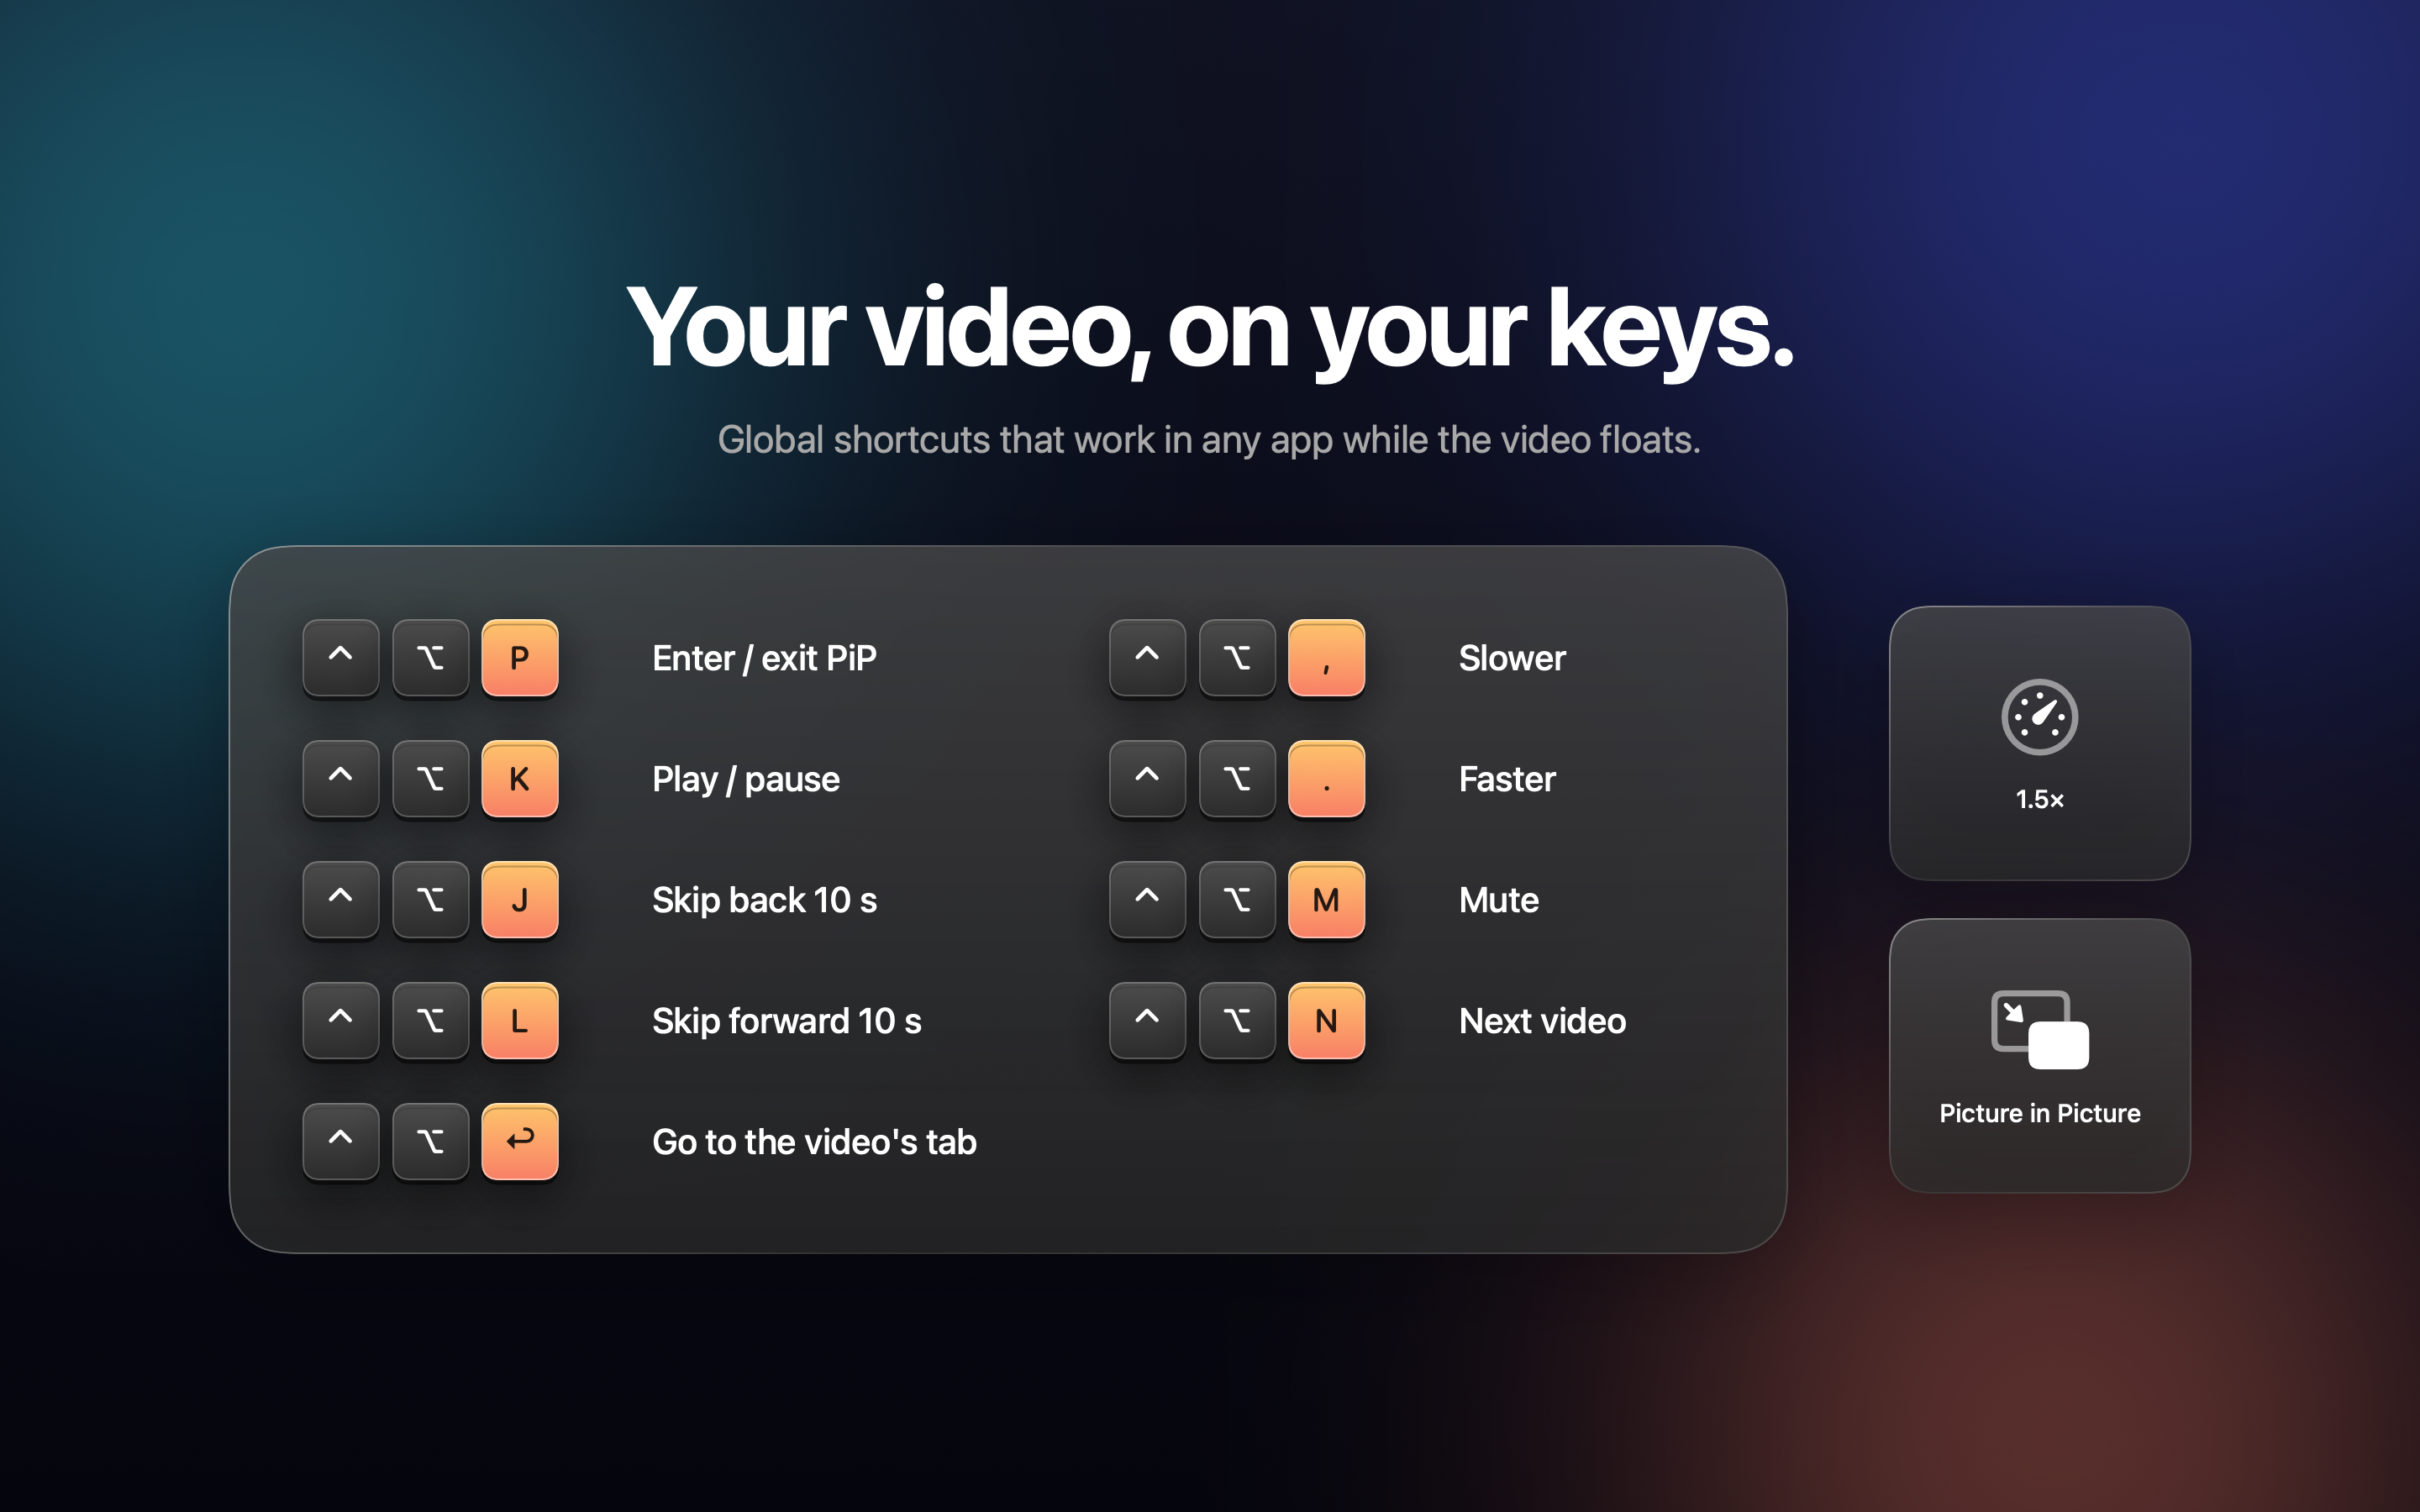 Your video, on your keys.
Global shortcuts that work in any app while the video floats.
⌃ ⌥ P Enter / exit PiP
⌃ ⌥ K Play / pause
⌃ ⌥ J Skip back 10 s
⌃ ⌥ L Skip forward 10 s
⌃ ⌥ ↩ Go to the video's tab
⌃ ⌥ , Slower
⌃ ⌥ . Faster
⌃ ⌥ M Mute
⌃ ⌥ N Next video
1.5×
Picture in Picture